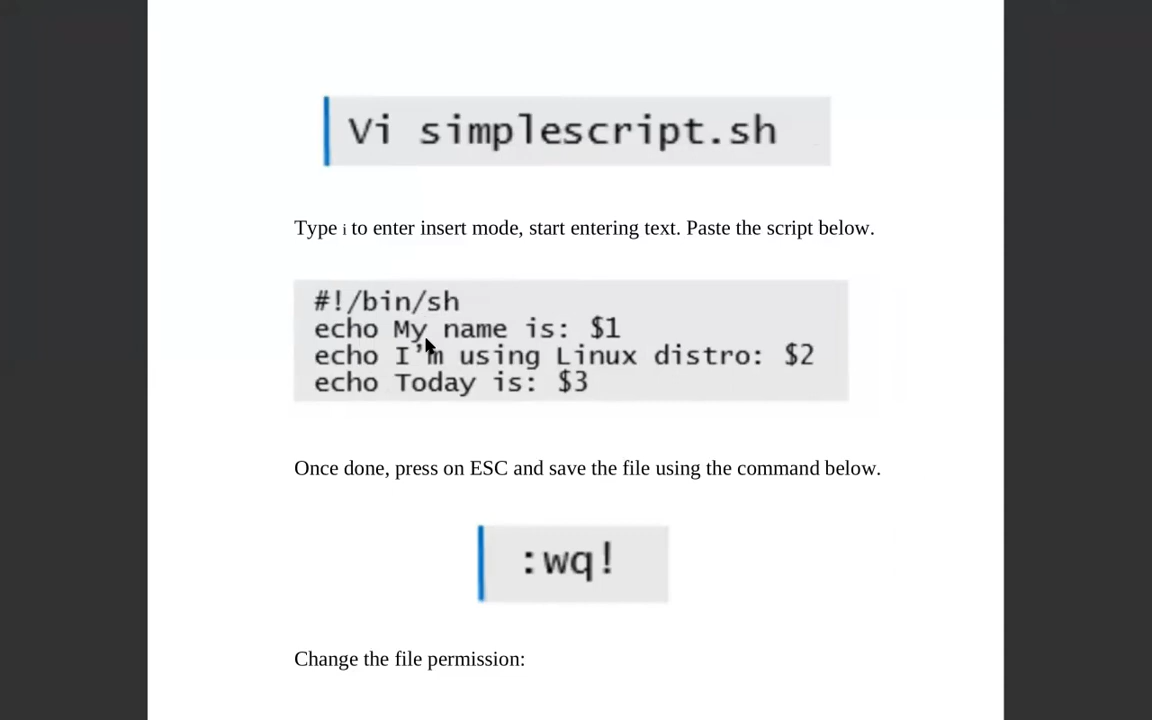 Vi simplescript.sh
Type i to enter insert mode, start entering text. Paste the script below.
#!/bin/sh
echo My name is: $1
echo I’m using Linux distro: $2
echo Today is: $3
Once done, press on ESC and save the file using the command below.
:wq!
Change the file permission: